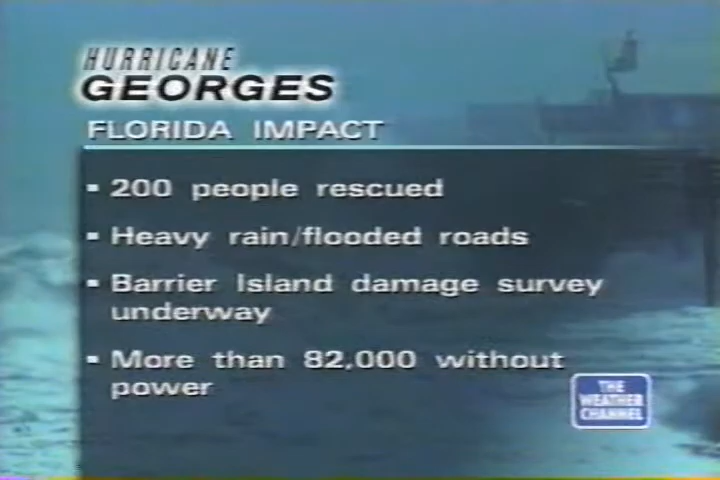 HURRICANE
GEORGES
FLORIDA IMPACT
▪ 200 people rescued
▪ Heavy rain/flooded roads
▪ Barrier Island damage survey
underway
▪ More than 82,000 without
power
THE
WEATHER
CHANNEL